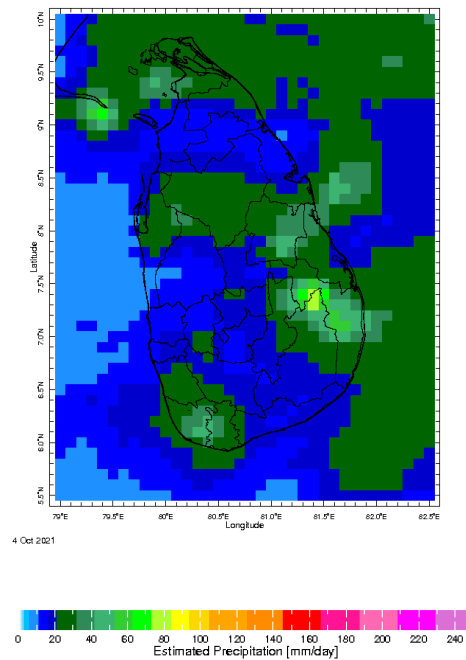 10°N
9.5°N
9°N
8.5°N
8°N
7.5°N
7°N
6.5°N
6°N
5.5°N
Latitude
79°E 79.5°E 80°E 80.5°E 81°E 81.5°E 82.0°E 82.5°E
Longitude
4 Oct 2021
0 20 40 60 80 100 120 140 160 180 200 220 240
Estimated Precipitation [mm/day]